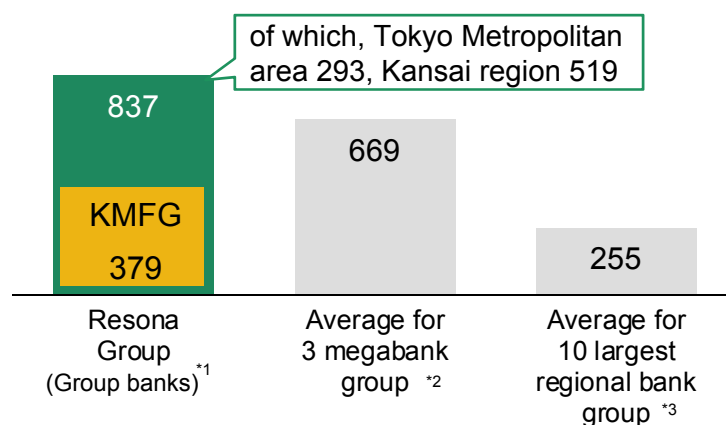 of which, Tokyo Metropolitan
area 293, Kansai region 519
837
KMFG
379
669
255
Resona
Group
(Group banks)*1
Average for
3 megabank
group *2
Average for
10 largest
regional bank
group *3